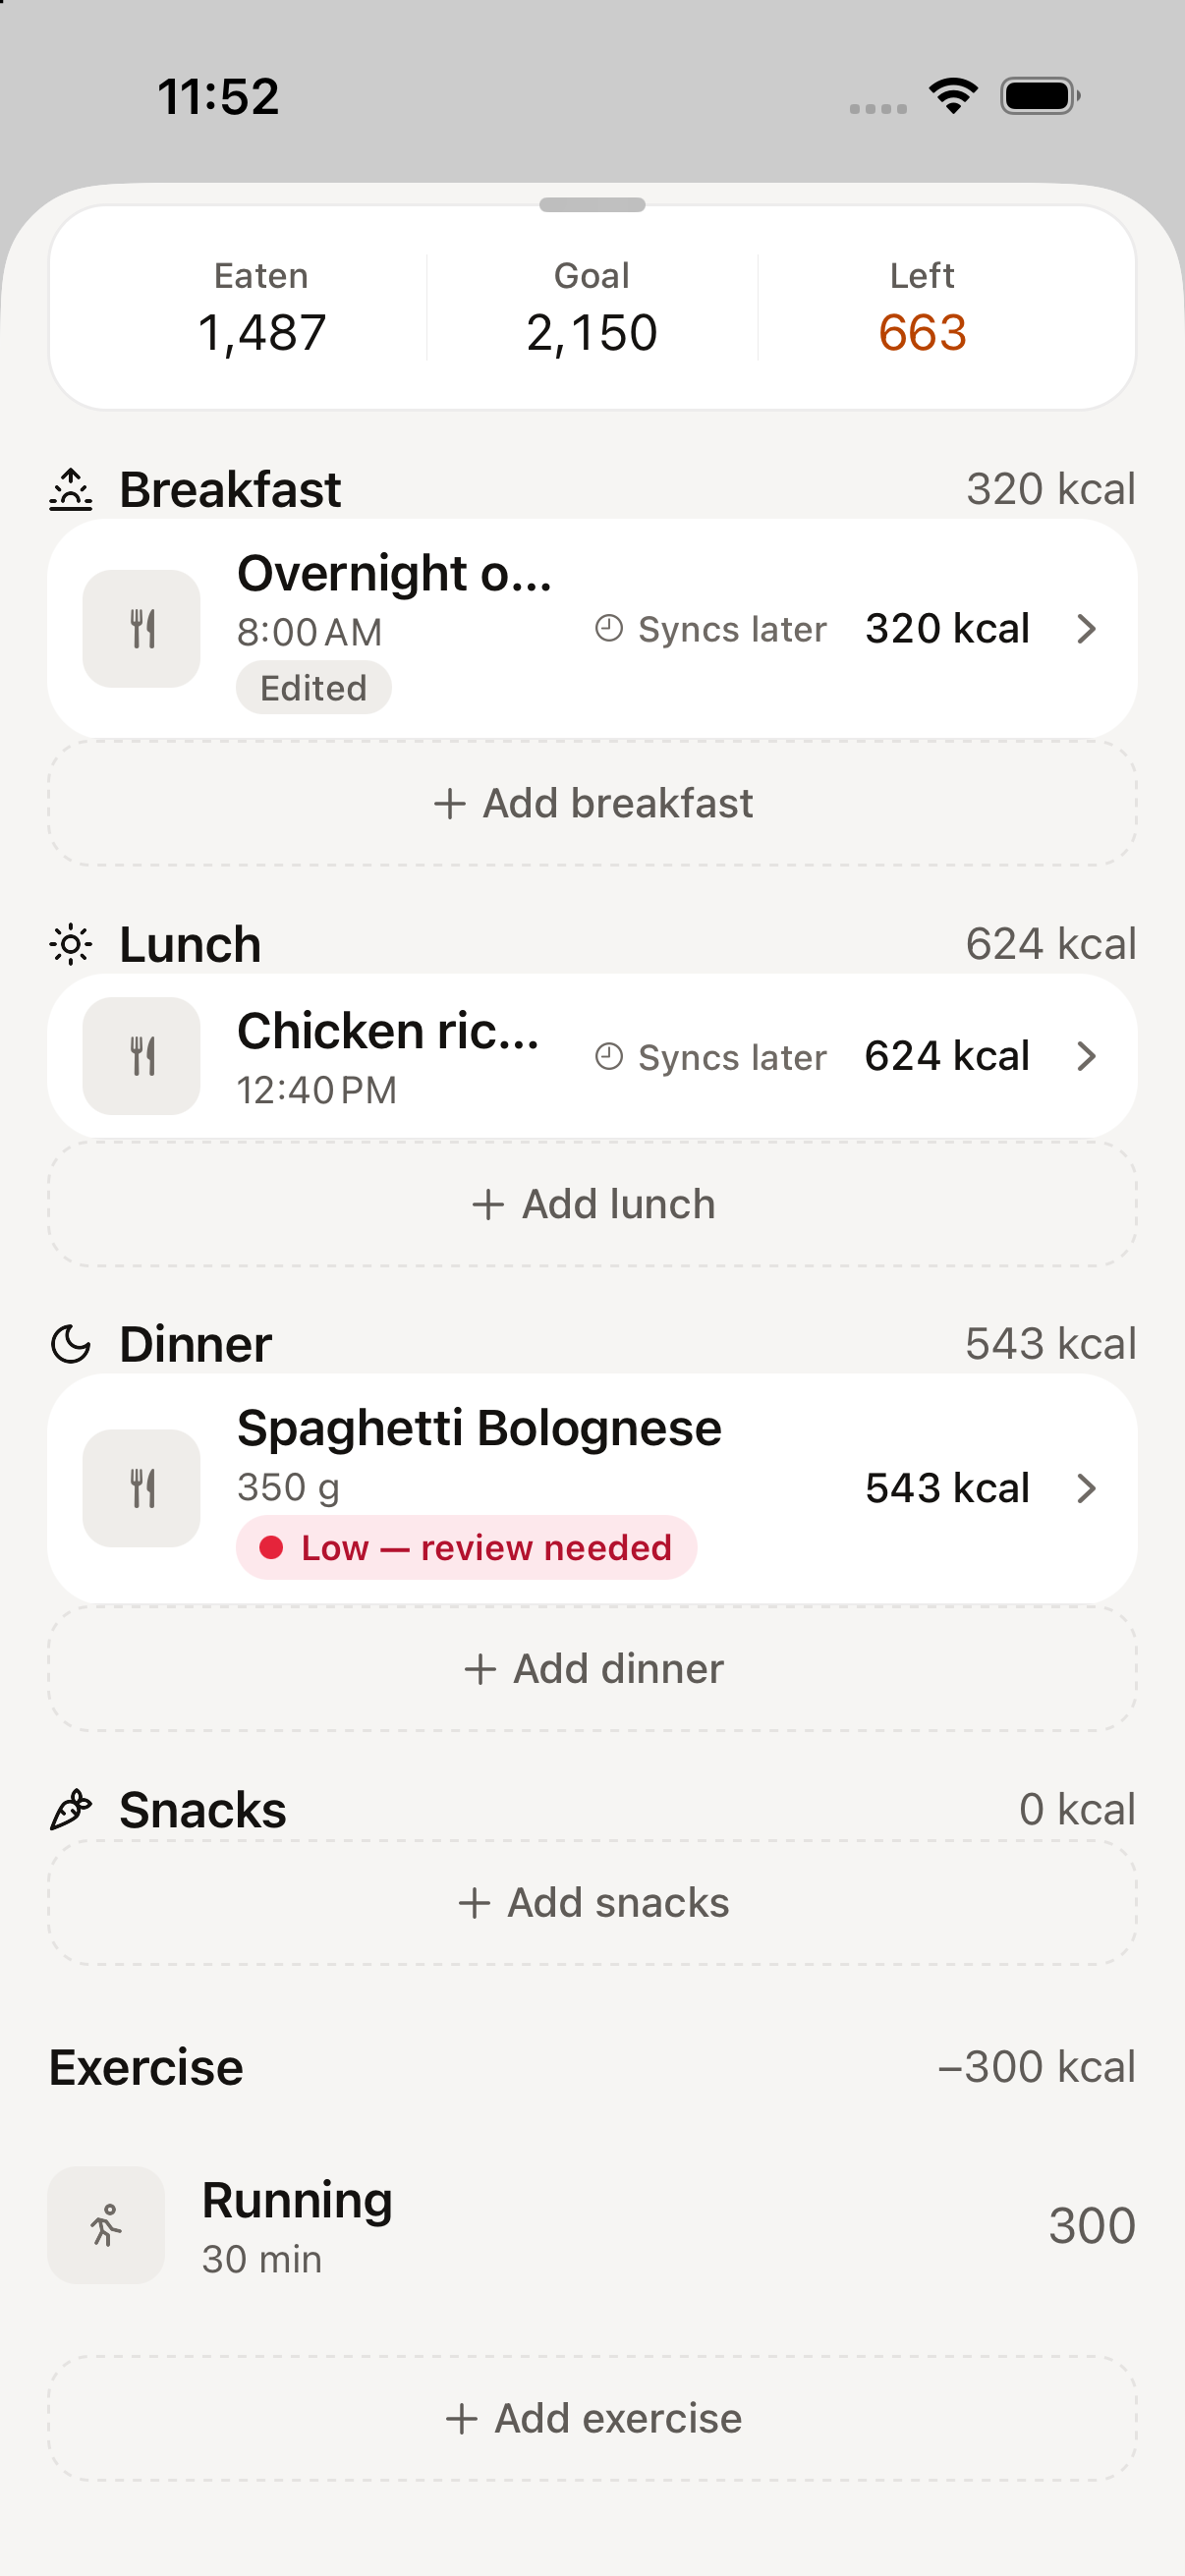 11:52
Eaten
1,487
Goal
2,150
Left
663
Breakfast
320 kcal
Overnight o...
8:00 AM
Edited
Syncs later
320 kcal
+ Add breakfast
Lunch
624 kcal
Chicken ric...
12:40 PM
Syncs later
624 kcal
+ Add lunch
Dinner
543 kcal
Spaghetti Bolognese
350 g
Low — review needed
543 kcal
+ Add dinner
Snacks
0 kcal
+ Add snacks
Exercise
–300 kcal
Running
30 min
300
+ Add exercise